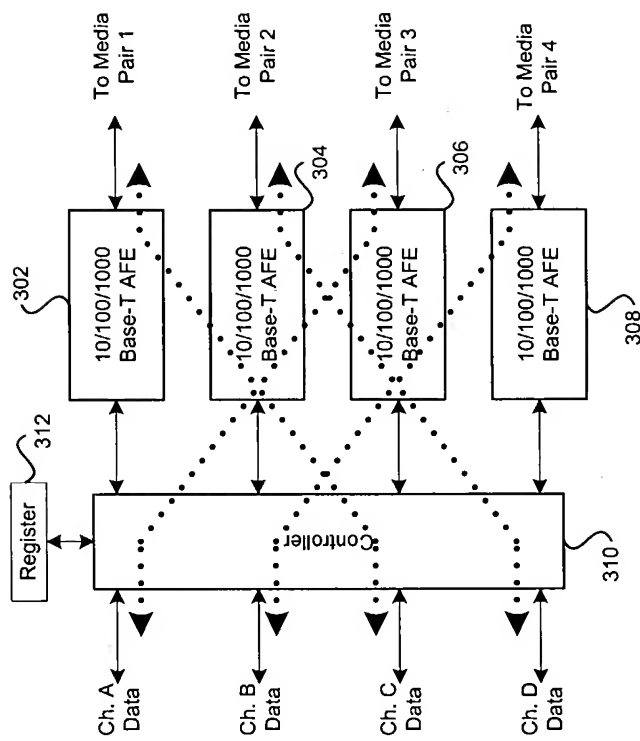 312
Register
302
304
306
308
310
Ch. A
Data
Ch. B
Data
Ch. C
Data
Ch. D
Data
Controller
10/100/1000
Base-T AFE
10/100/1000
Base-T AFE
10/100/1000
Base-T AFE
10/100/1000
Base-T AFE
To Media
Pair 1
To Media
Pair 2
To Media
Pair 3
To Media
Pair 4